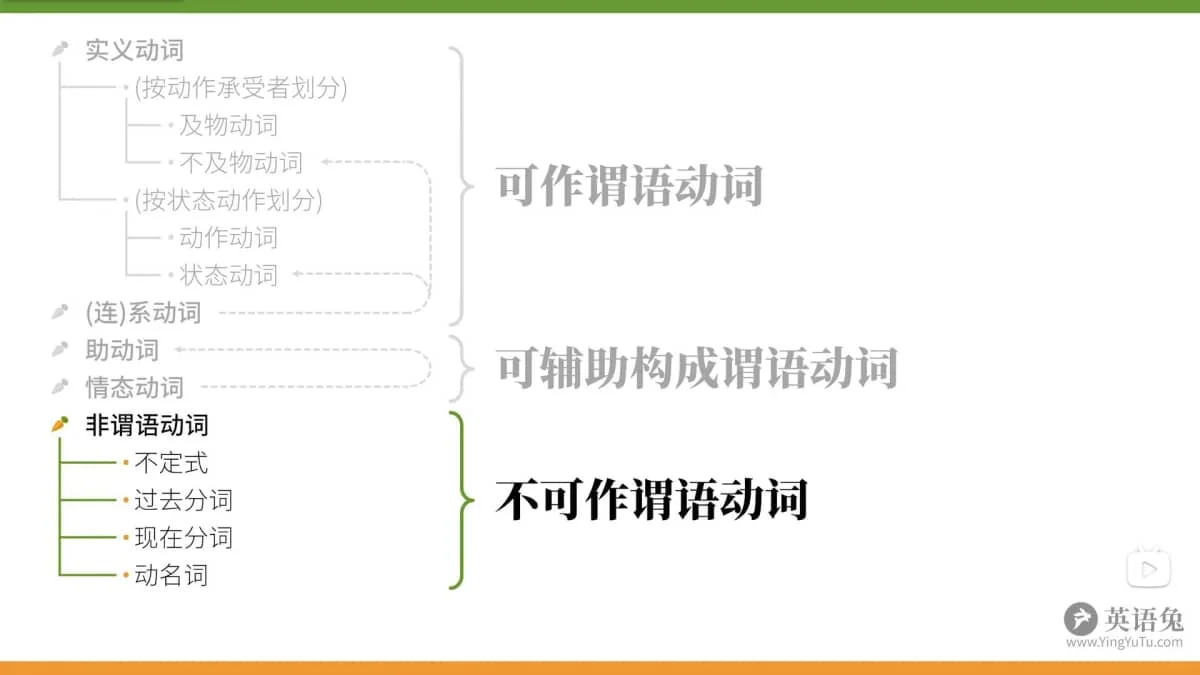 实义动词
(按动作承受者划分)
及物动词
不及物动词
(按状态动作划分)
动作动词
状态动词
(连)系动词
助动词
情态动词
非谓语动词
不定式
过去分词
现在分词
动名词
可作谓语动词
可辅助构成谓语动词
不可作谓语动词
英语兔
www.YingYuTu.com